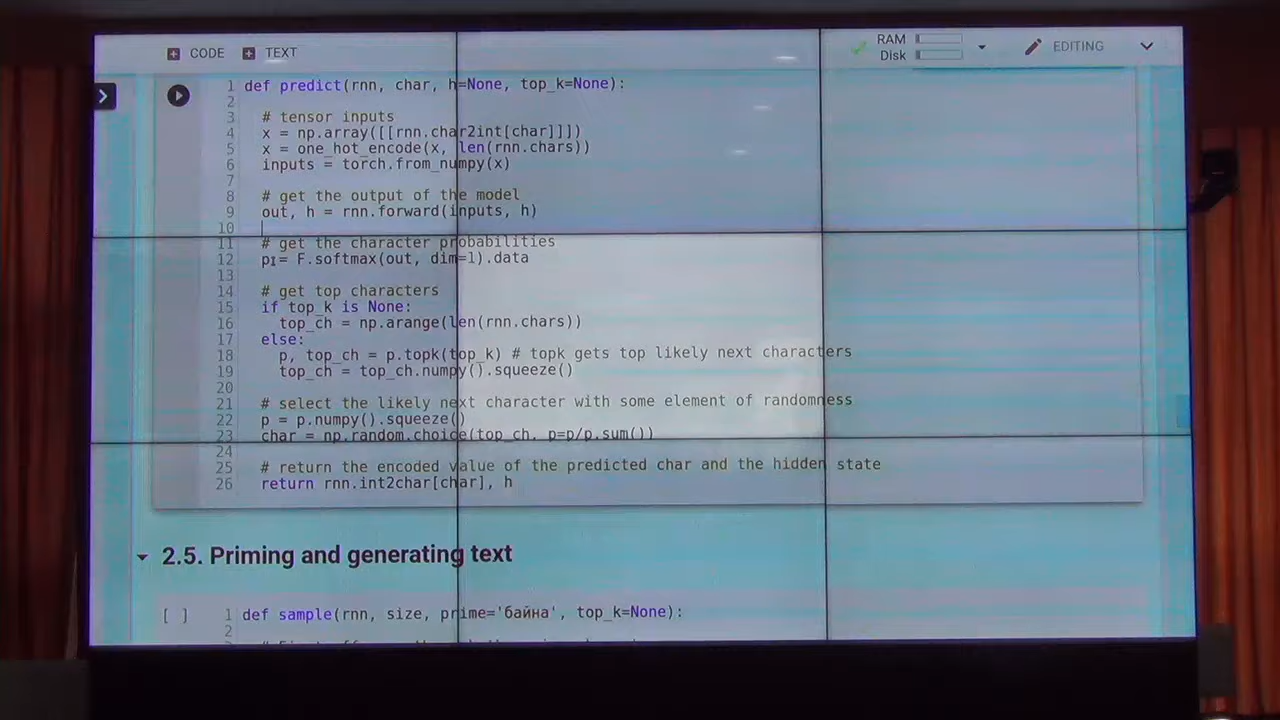 CODE TEXT RAM Disk EDITING
1 def predict(rnn, char, h=None, top_k=None):
2
3 # tensor inputs
4 x = np.array([[rnn.char2int[char]]])
5 x = one_hot_encode(x, len(rnn.chars))
6 inputs = torch.from_numpy(x)
7
8 # get the output of the model
9 out, h = rnn.forward(inputs, h)
10
11 # get the character probabilities
12 p = F.softmax(out, dim=1).data
13
14 # get top characters
15 if top_k is None:
16 top_ch = np.arange(len(rnn.chars))
17 else:
18 p, top_ch = p.topk(top_k) # topk gets top likely next characters
19 top_ch = top_ch.numpy().squeeze()
20
21 # select the likely next character with some element of randomness
22 p = p.numpy().squeeze()
23 char = np.random.choice(top_ch, p=p/p.sum())
24
25 # return the encoded value of the predicted char and the hidden state
26 return rnn.int2char[char], h
2.5. Priming and generating text
[ ] 1 def sample(rnn, size, prime='байна', top_k=None):
2